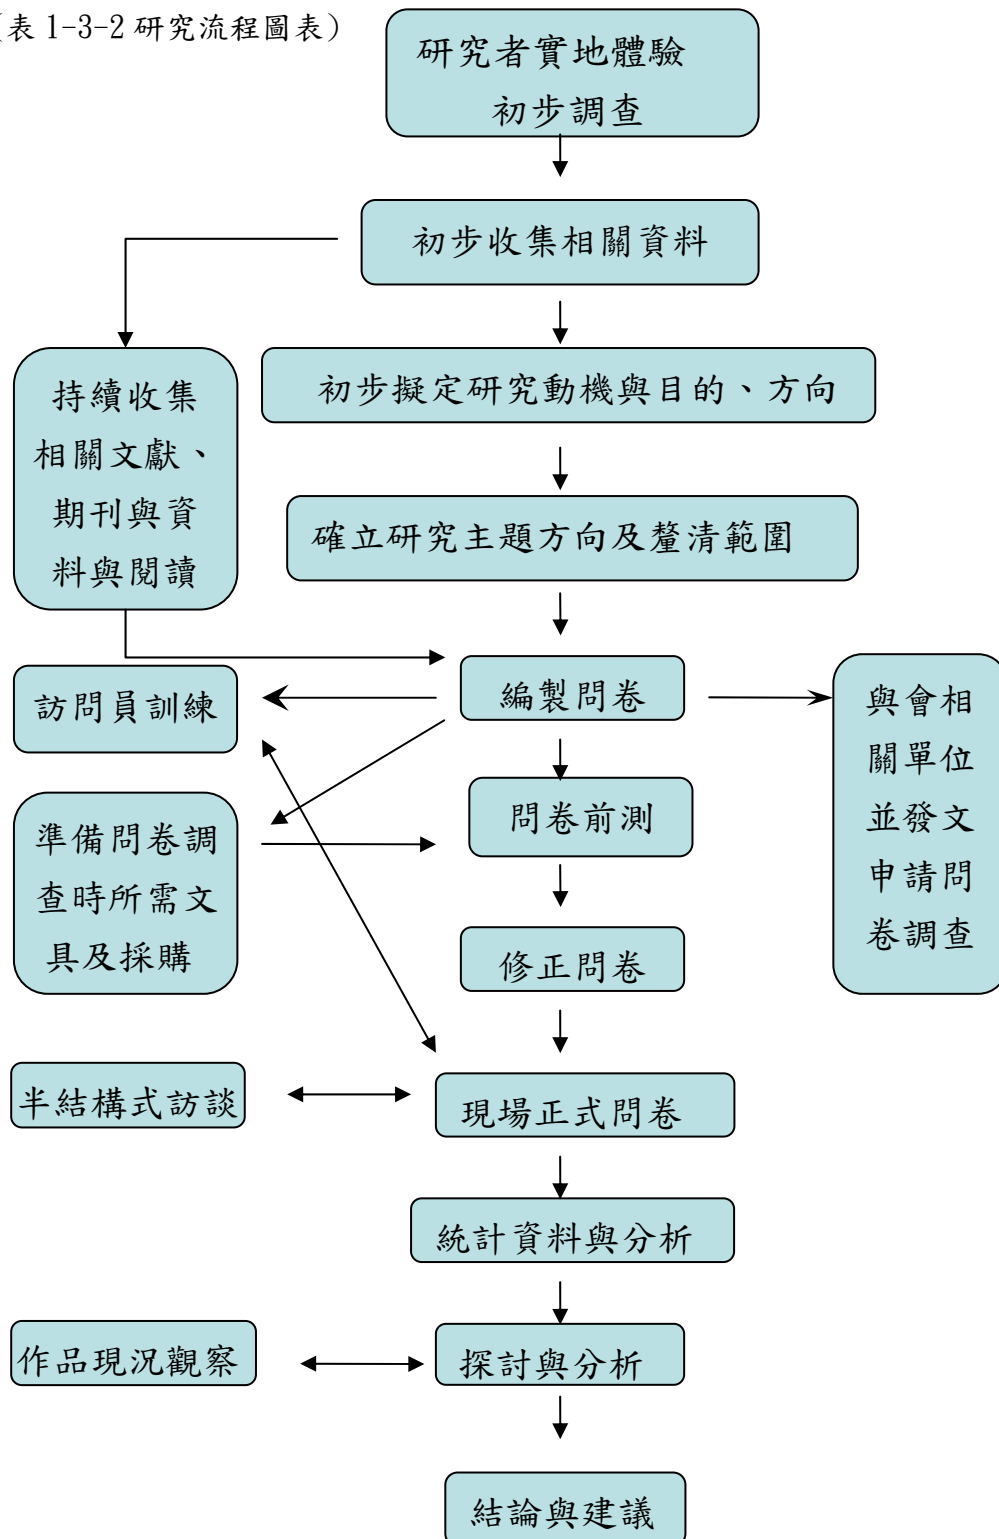 (表 1-3-2 研究流程圖表)
研究者實地體驗
初步調查
初步收集相關資料
持續收集
相關文獻、
期刊與資
料與閱讀
初步擬定研究動機與目的、方向
確立研究主題方向及釐清範圍
訪問員訓練
編製問卷
與會相
關單位
並發文
申請問
卷調查
準備問卷調
查時所需文
具及採購
問卷前測
修正問卷
半結構式訪談
現場正式問卷
統計資料與分析
作品現況觀察
探討與分析
結論與建議